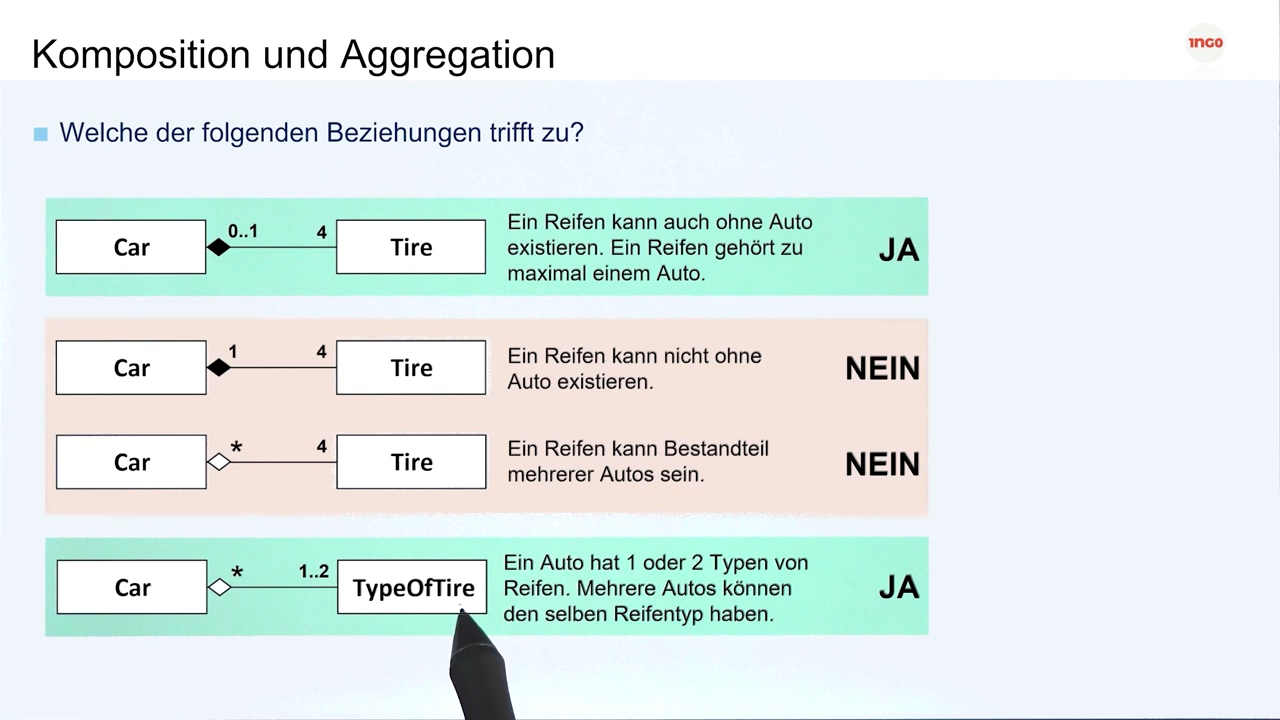 Komposition und Aggregation
1NGO
Welche der folgenden Beziehungen trifft zu?
Car 0..1 4 Tire
Ein Reifen kann auch ohne Auto
existieren. Ein Reifen gehört zu
maximal einem Auto.
JA
Car 1 4 Tire
Ein Reifen kann nicht ohne
Auto existieren.
NEIN
Car * 4 Tire
Ein Reifen kann Bestandteil
mehrerer Autos sein.
NEIN
Car * 1..2 TypeOfTire
Ein Auto hat 1 oder 2 Typen von
Reifen. Mehrere Autos können
den selben Reifentyp haben.
JA